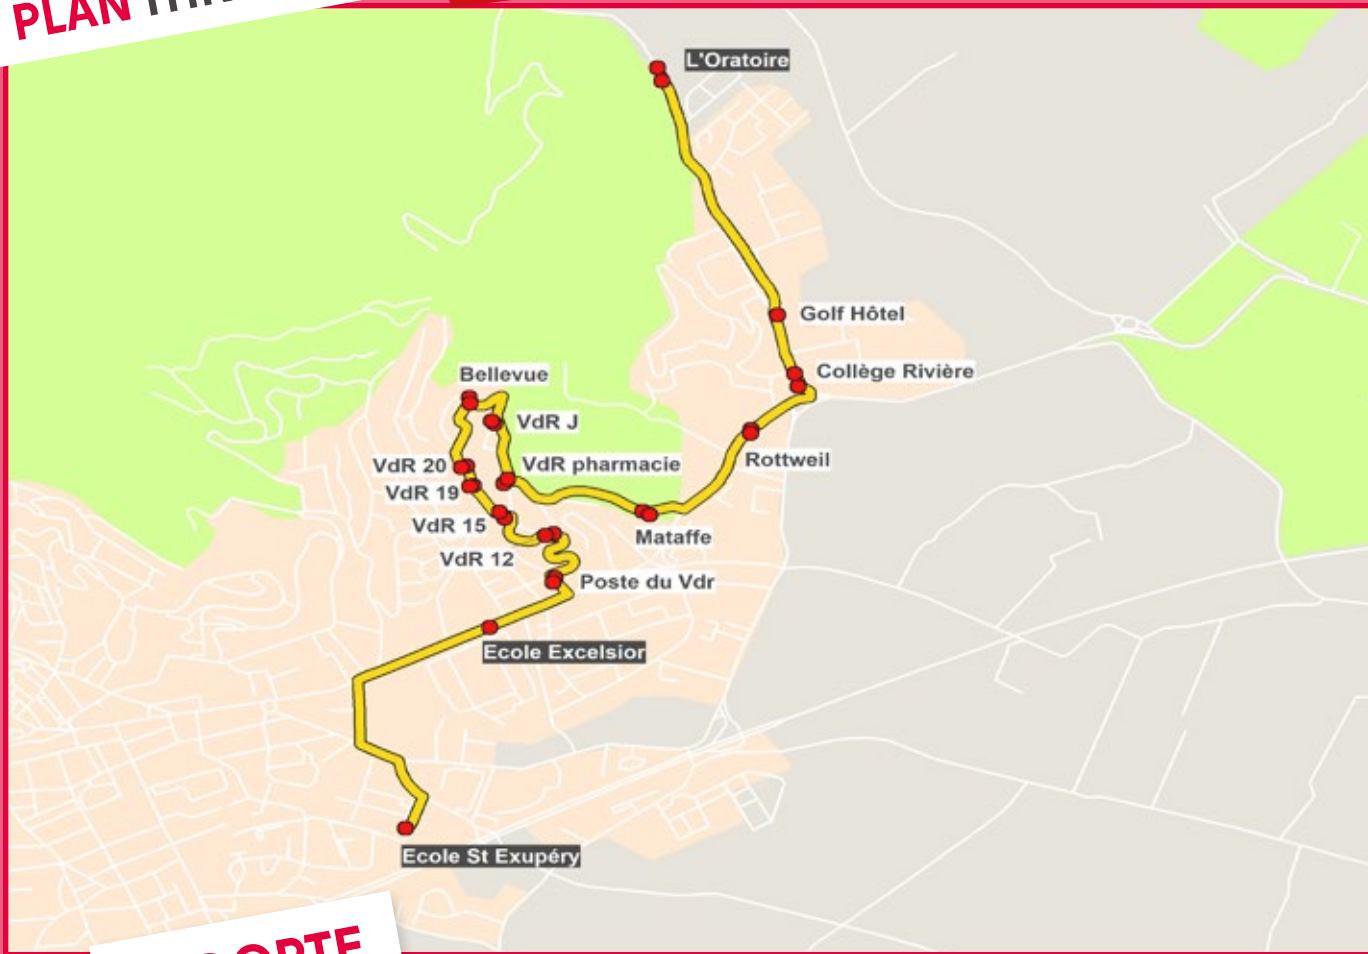 PLAN
L'Oratoire
Golf Hôtel
Collège Rivière
Bellevue
VdR J
VdR 20
VdR pharmacie
Rottweil
VdR 19
VdR 15
Mataffe
VdR 12
Poste du Vdr
Ecole Excelsior
Ecole St Exupéry